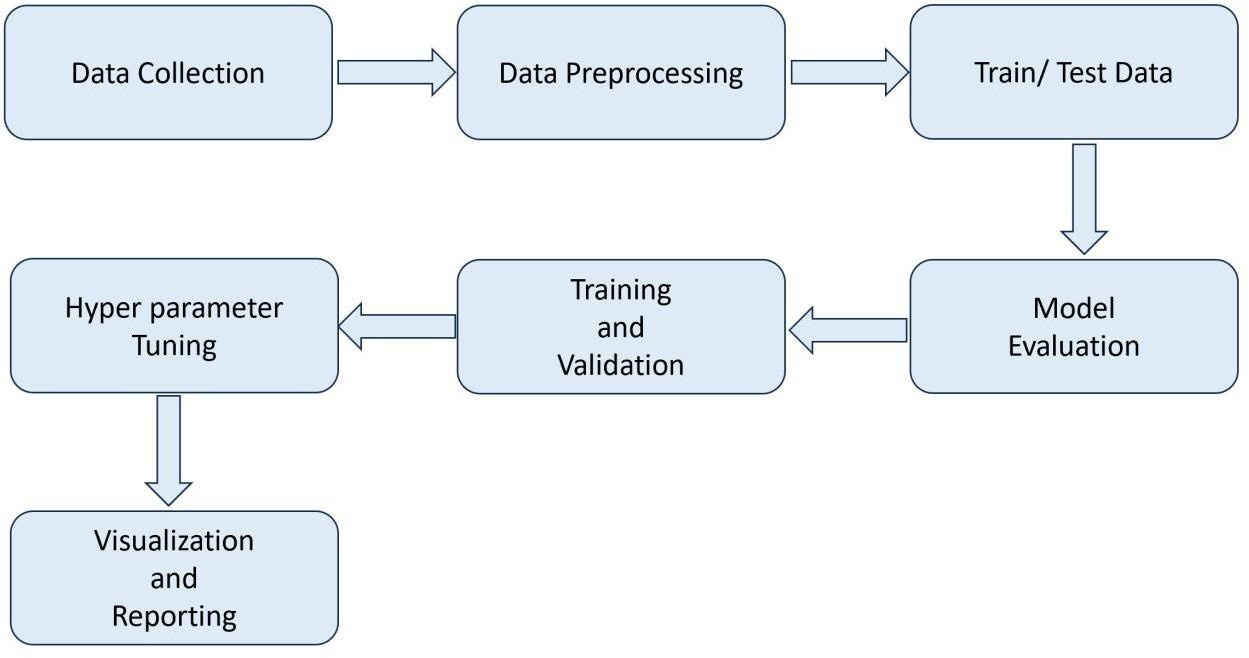 Data Collection
Data Preprocessing
Train/ Test Data
Model
Evaluation
Training
and
Validation
Hyper parameter
Tuning
Visualization
and
Reporting